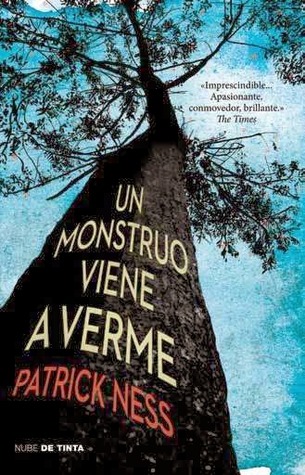 «Imprescindible...
Apasionante,
conmovedor, brillante.»
The Times
UN
MONSTRUO
VIENE
A VERME
PATRICK NESS
NUBE DE TINTA